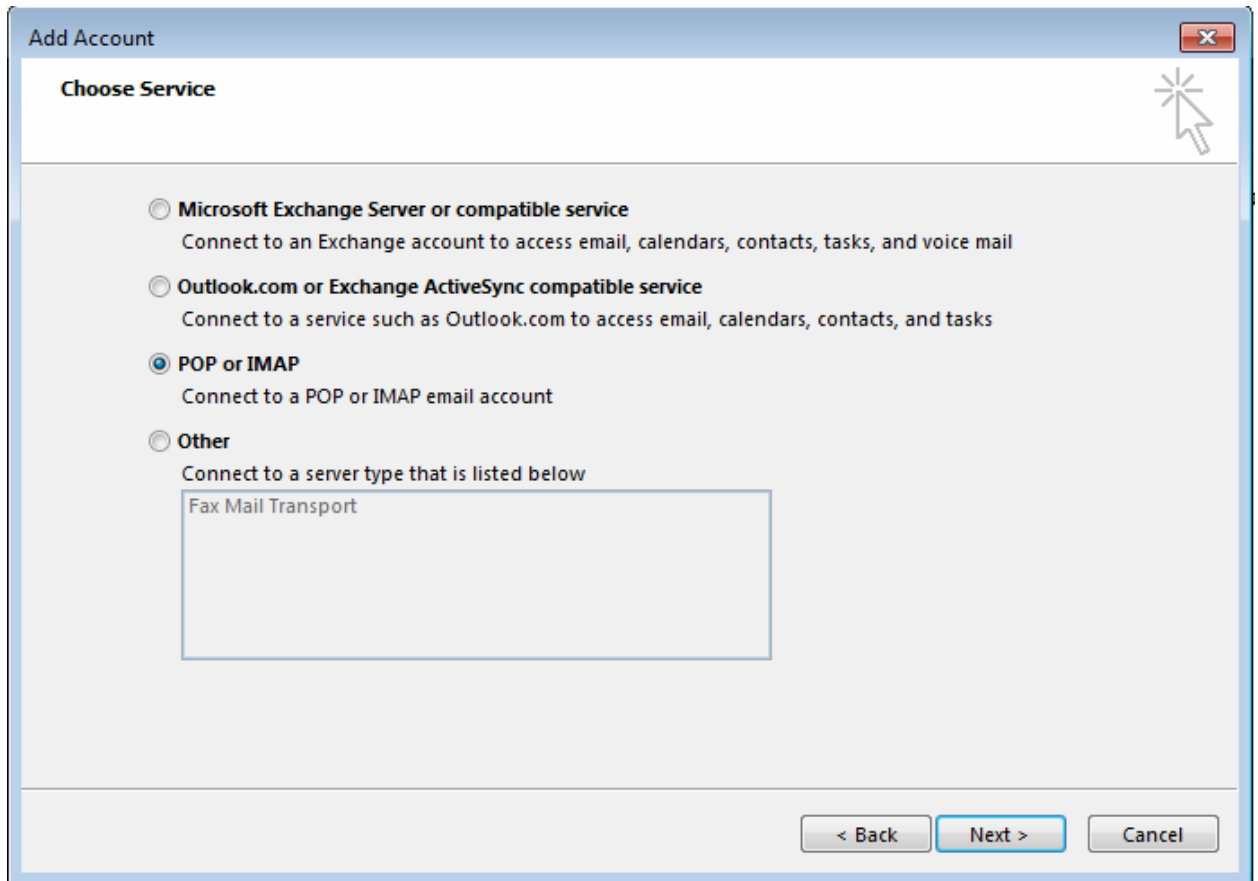 Add Account
Choose Service
Microsoft Exchange Server or compatible service
Connect to an Exchange account to access email, calendars, contacts, tasks, and voice mail
Outlook.com or Exchange ActiveSync compatible service
Connect to a service such as Outlook.com to access email, calendars, contacts, and tasks
POP or IMAP
Connect to a POP or IMAP email account
Other
Connect to a server type that is listed below
Fax Mail Transport
< Back Next > Cancel